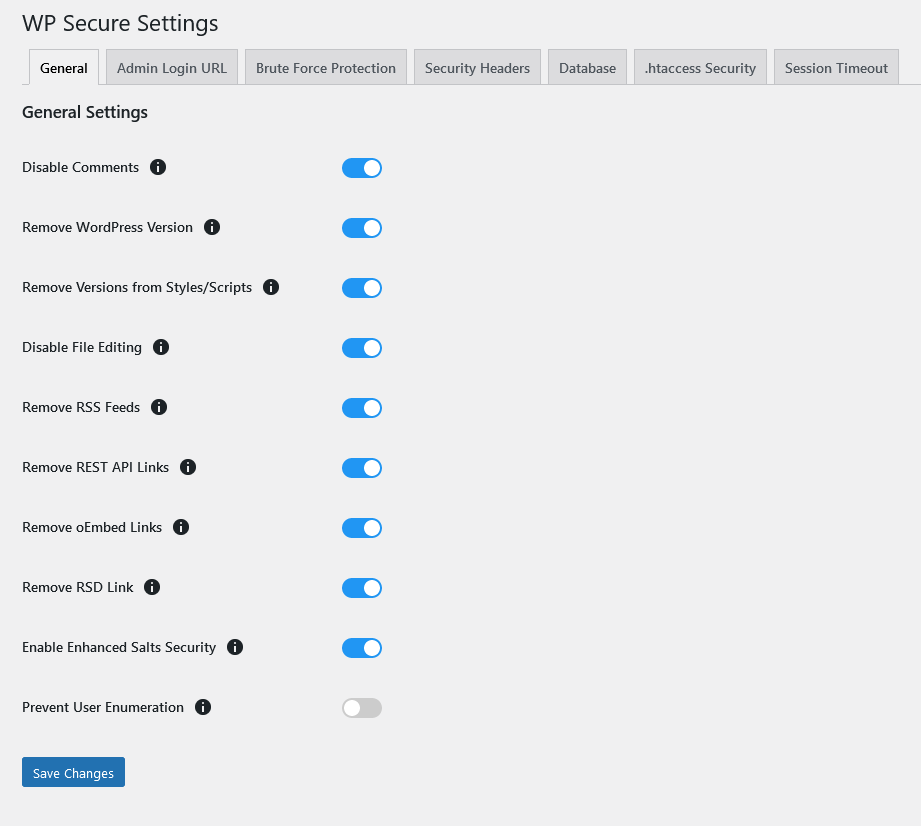 WP Secure Settings
General Admin Login URL Brute Force Protection Security Headers Database .htaccess Security Session Timeout
General Settings
Disable Comments
Remove WordPress Version
Remove Versions from Styles/Scripts
Disable File Editing
Remove RSS Feeds
Remove REST API Links
Remove oEmbed Links
Remove RSD Link
Enable Enhanced Salts Security
Prevent User Enumeration
Save Changes